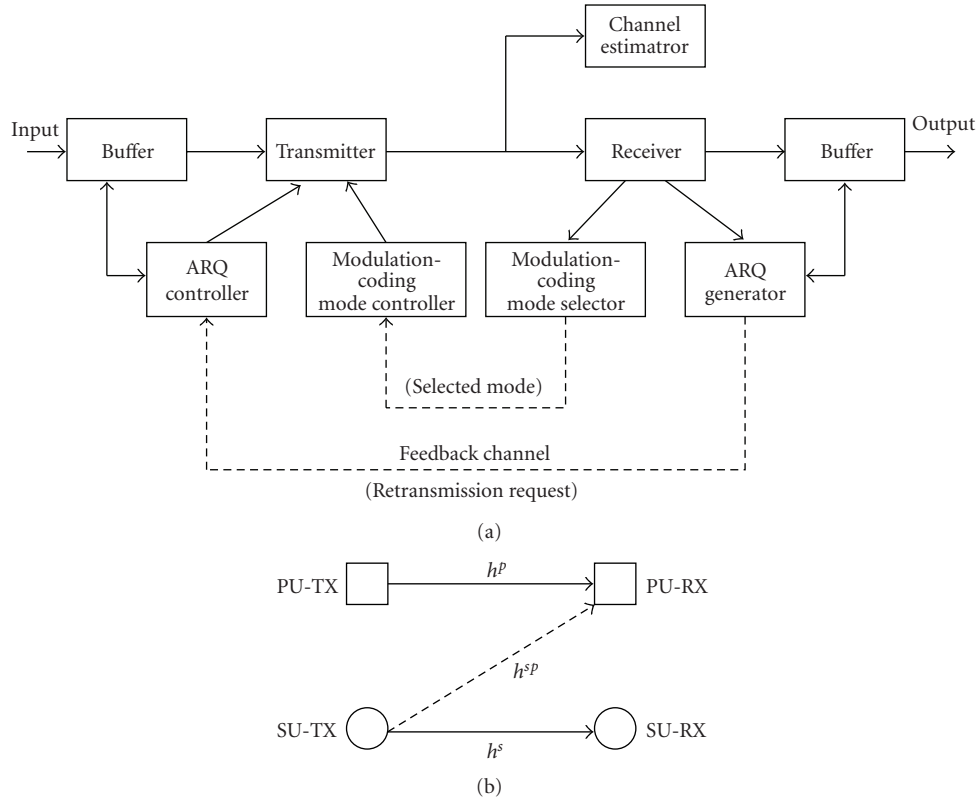 Channel
estimatror
Input
Buffer
Transmitter
Receiver
Buffer
Output
ARQ
controller
Modulation-
coding
mode controller
Modulation-
coding
mode selector
ARQ
generator
(Selected mode)
Feedback channel
(Retransmission request)
(a)
PU-TX
h^p
PU-RX
h^sp
SU-TX
h^s
SU-RX
(b)